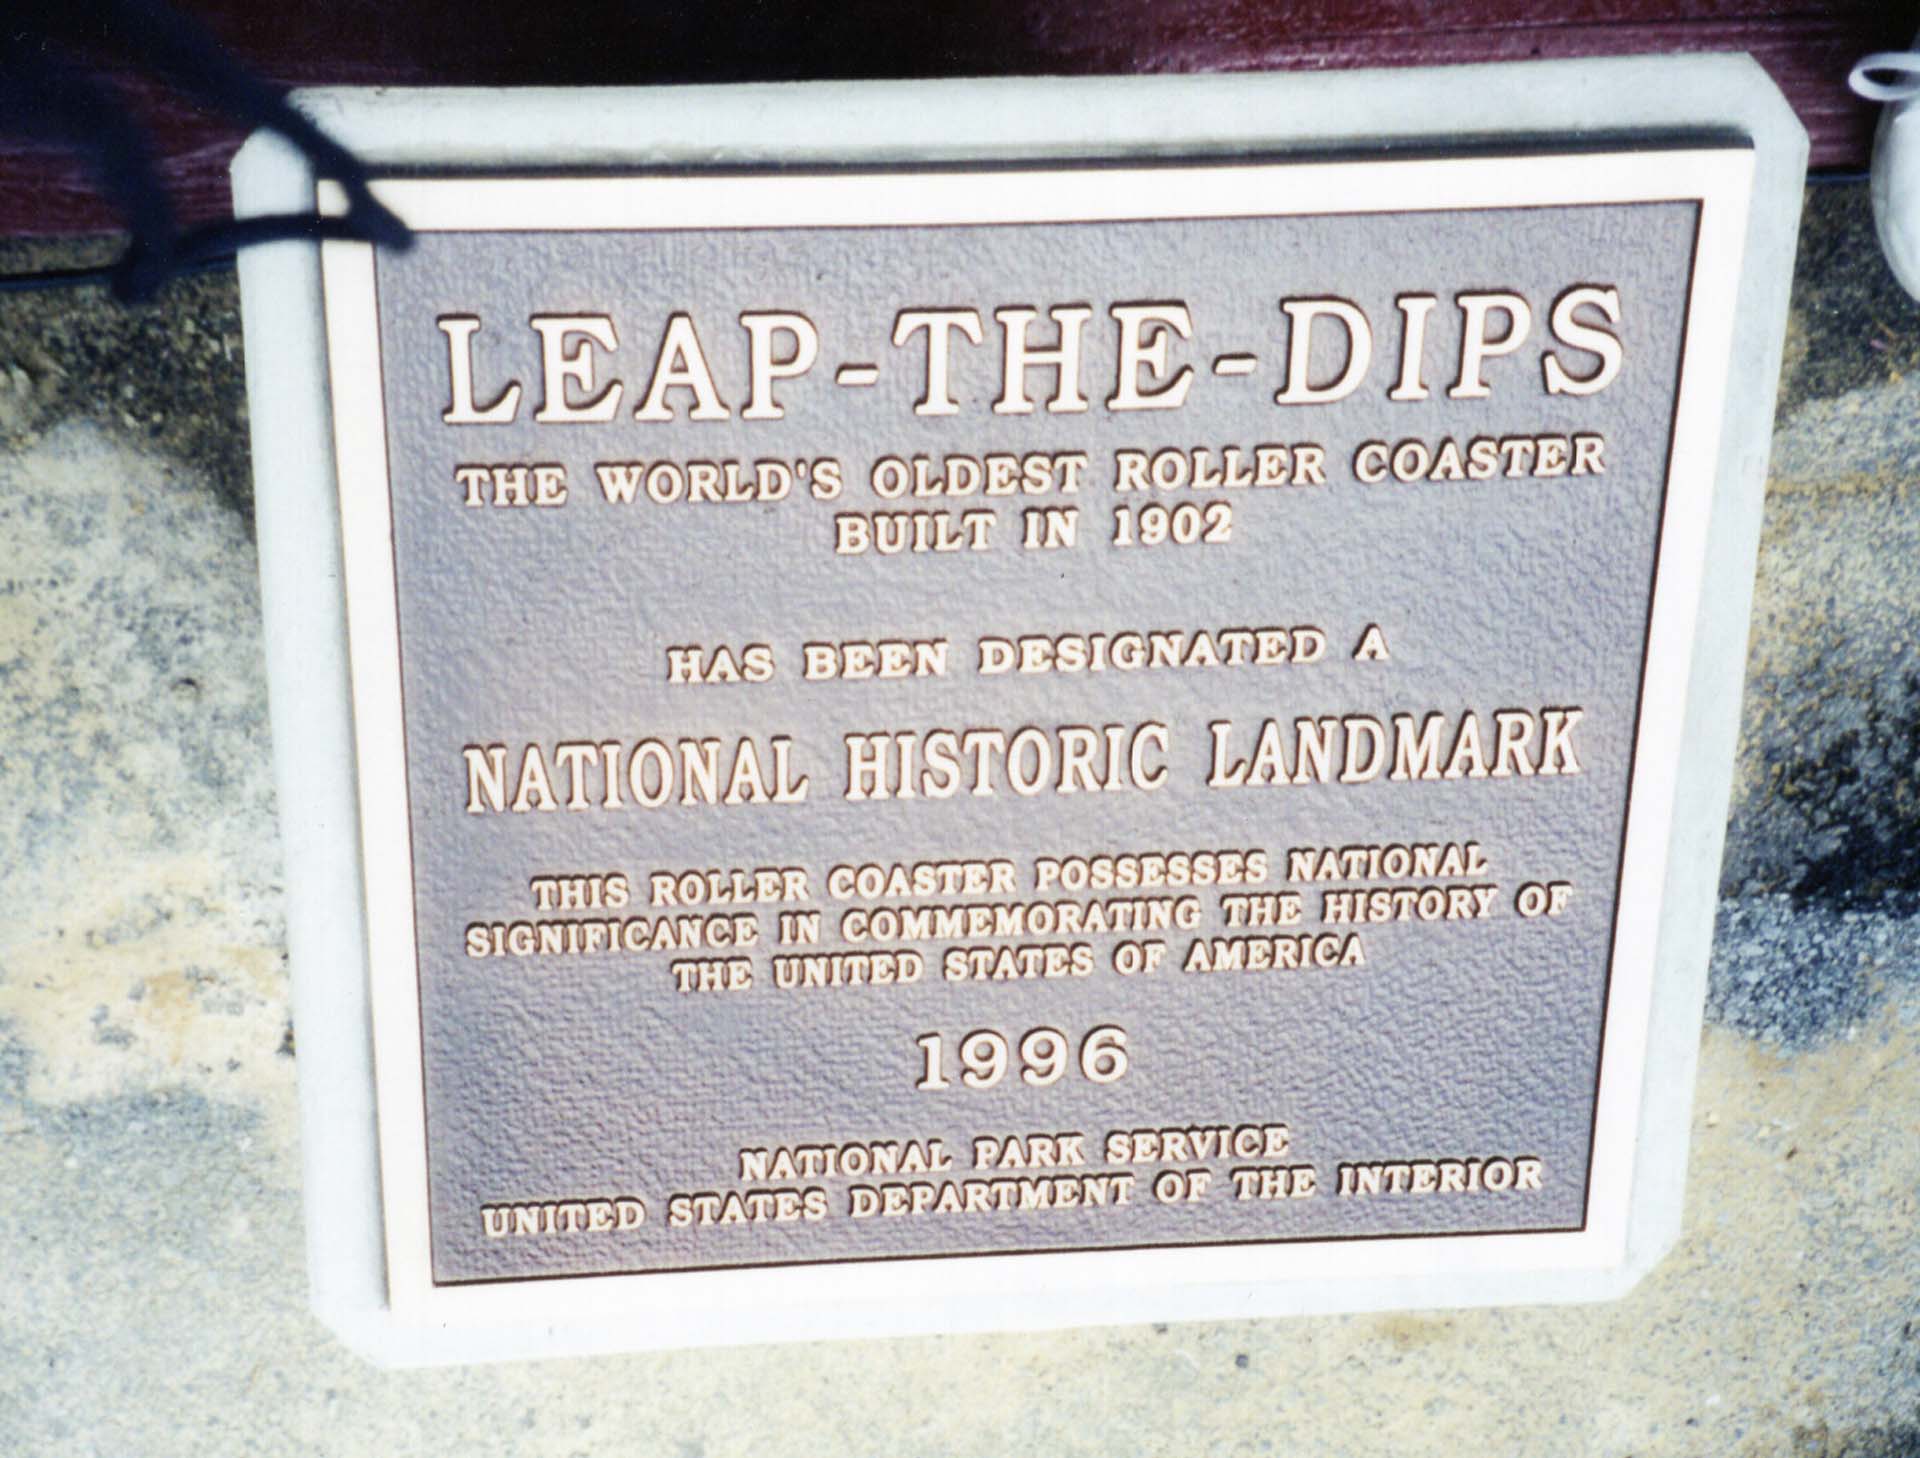 LEAP-THE-DIPS
THE WORLD'S OLDEST ROLLER COASTER
BUILT IN 1902
HAS BEEN DESIGNATED A
NATIONAL HISTORIC LANDMARK
THIS ROLLER COASTER POSSESSES NATIONAL
SIGNIFICANCE IN COMMEMORATING THE HISTORY OF
THE UNITED STATES OF AMERICA
1996
NATIONAL PARK SERVICE
UNITED STATES DEPARTMENT OF THE INTERIOR